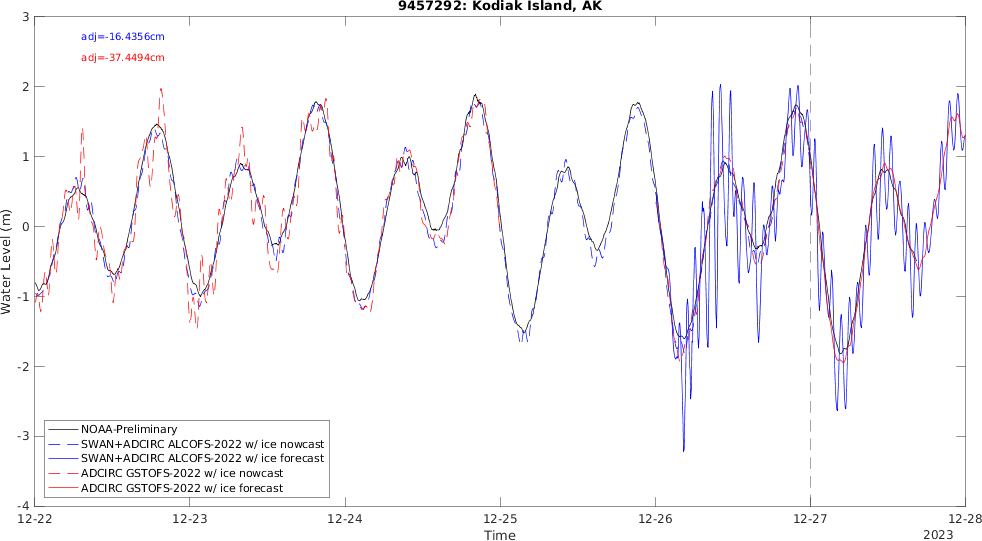 9457292: Kodiak Island, AK
adj=-16.4356cm
adj=-37.4494cm
3
2
1
0
-1
-2
-3
-4
Water Level (m)
NOAA-Preliminary
SWAN+ADCIRC ALCOFS-2022 w/ ice nowcast
SWAN+ADCIRC ALCOFS-2022 w/ ice forecast
ADCIRC GSTOFS-2022 w/ ice nowcast
ADCIRC GSTOFS-2022 w/ ice forecast
12-22 12-23 12-24 12-25 12-26 12-27 12-28
Time
2023